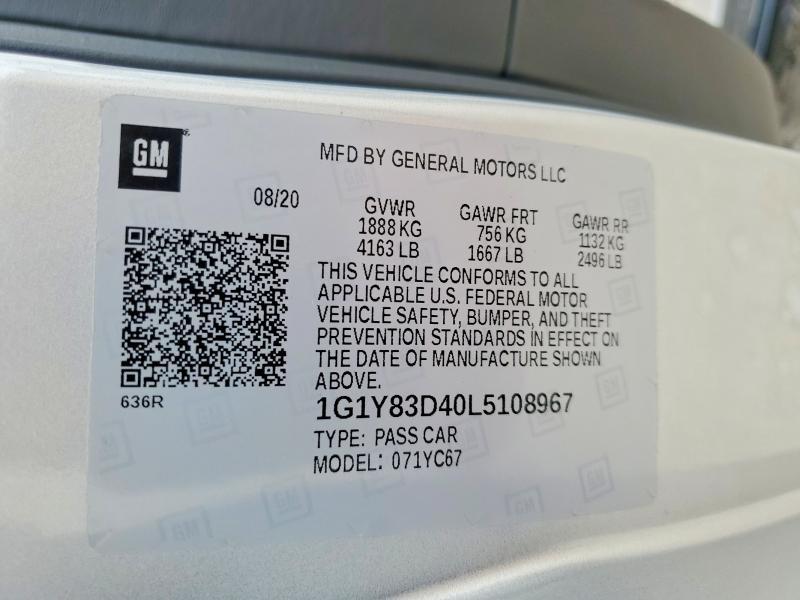 GM
MFD BY GENERAL MOTORS LLC
08/20
GVWR GAWR FRT GAWR RR
1888 KG 756 KG 1132 KG
4163 LB 1667 LB 2496 LB
THIS VEHICLE CONFORMS TO ALL
APPLICABLE U.S. FEDERAL MOTOR
VEHICLE SAFETY, BUMPER, AND THEFT
PREVENTION STANDARDS IN EFFECT ON
THE DATE OF MANUFACTURE SHOWN
ABOVE.
636R
1G1Y83D40L5108967
TYPE: PASS CAR
MODEL: 071YC67